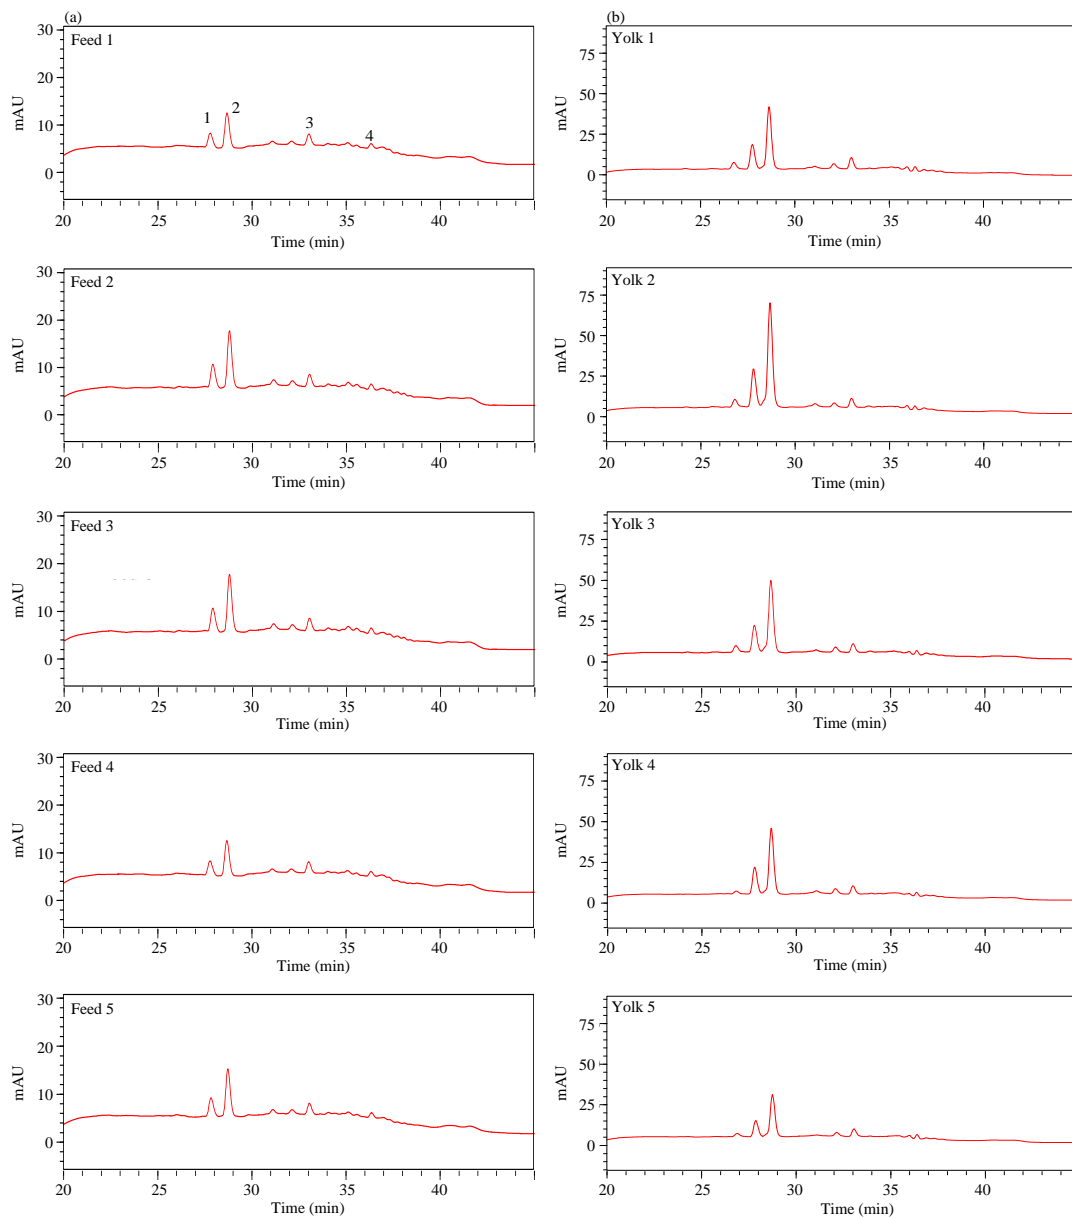 (a)
Feed 1
mAU
30
20
10
0
1
2
3
4
20 25 30 35 40
Time (min)
(b)
Yolk 1
mAU
75
50
25
0
20 25 30 35 40
Time (min)
Feed 2
mAU
30
20
10
0
20 25 30 35 40
Time (min)
Yolk 2
mAU
75
50
25
0
20 25 30 35 40
Time (min)
Feed 3
mAU
30
20
10
0
20 25 30 35 40
Time (min)
Yolk 3
mAU
75
50
25
0
20 25 30 35 40
Time (min)
Feed 4
mAU
30
20
10
0
20 25 30 35 40
Time (min)
Yolk 4
mAU
75
50
25
0
20 25 30 35 40
Time (min)
Feed 5
mAU
30
20
10
0
20 25 30 35 40
Time (min)
Yolk 5
mAU
75
50
25
0
20 25 30 35 40
Time (min)